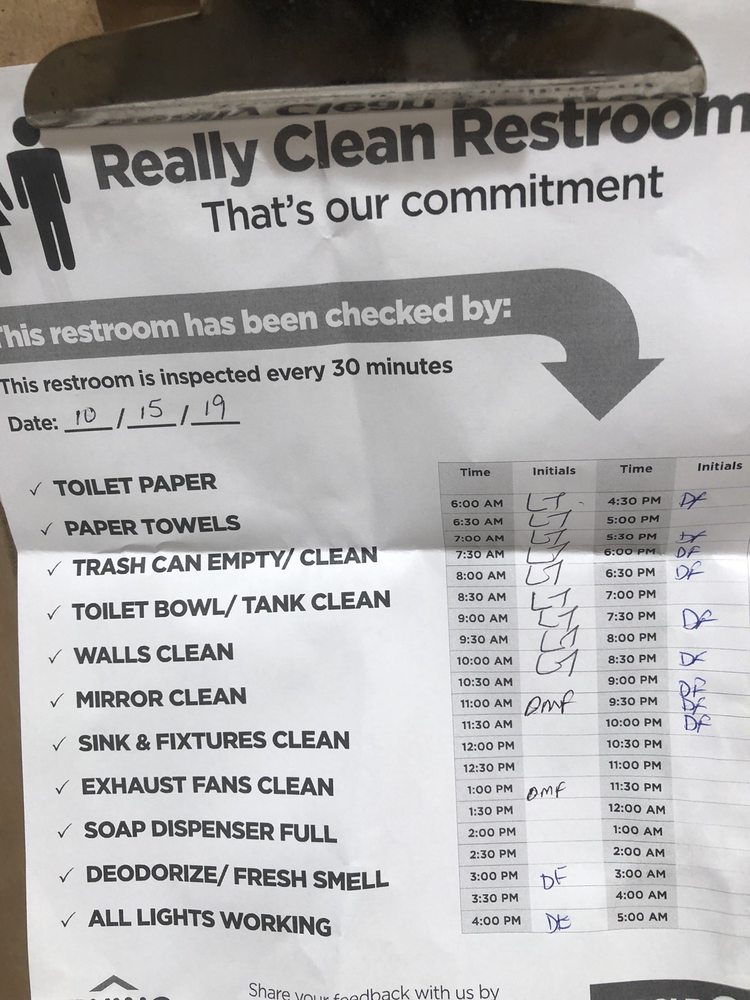 Really Clean Restroom
That's our commitment
This restroom has been checked by:
This restroom is inspected every 30 minutes
Date: 10 / 15 / 19
✓ TOILET PAPER
✓ PAPER TOWELS
✓ TRASH CAN EMPTY/ CLEAN
✓ TOILET BOWL/ TANK CLEAN
✓ WALLS CLEAN
✓ MIRROR CLEAN
✓ SINK & FIXTURES CLEAN
✓ EXHAUST FANS CLEAN
✓ SOAP DISPENSER FULL
✓ DEODORIZE/ FRESH SMELL
✓ ALL LIGHTS WORKING
Time Initials Time Initials
6:00 AM LT 4:30 PM DF
6:30 AM LT 5:00 PM
7:00 AM LT 5:30 PM DF
7:30 AM LT 6:00 PM DF
8:00 AM LT 6:30 PM DF
8:30 AM LT 7:00 PM
9:00 AM LT 7:30 PM DF
9:30 AM LT 8:00 PM
10:00 AM LT 8:30 PM DF
10:30 AM 9:00 PM DF
11:00 AM DMF 9:30 PM DF
11:30 AM 10:00 PM DF
12:00 PM 10:30 PM
12:30 PM 11:00 PM
1:00 PM DMF 11:30 PM
1:30 PM 12:00 AM
2:00 PM 1:00 AM
2:30 PM 2:00 AM
3:00 PM DF 3:00 AM
3:30 PM 4:00 AM
4:00 PM DF 5:00 AM
Share your feedback with us by